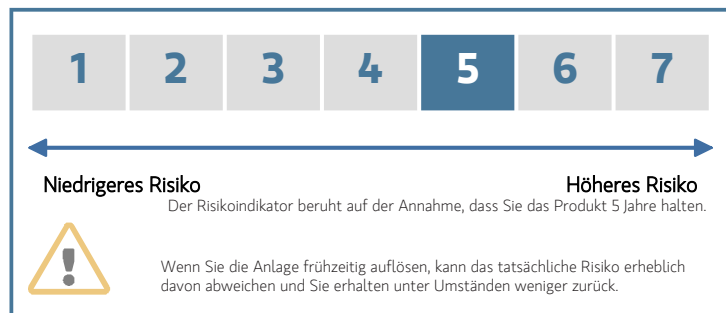 1 2 3 4 5 6 7
Niedrigeres Risiko Höheres Risiko
Der Risikoindikator beruht auf der Annahme, dass Sie das Produkt 5 Jahre halten.
Wenn Sie die Anlage frühzeitig auflösen, kann das tatsächliche Risiko erheblich
davon abweichen und Sie erhalten unter Umständen weniger zurück.